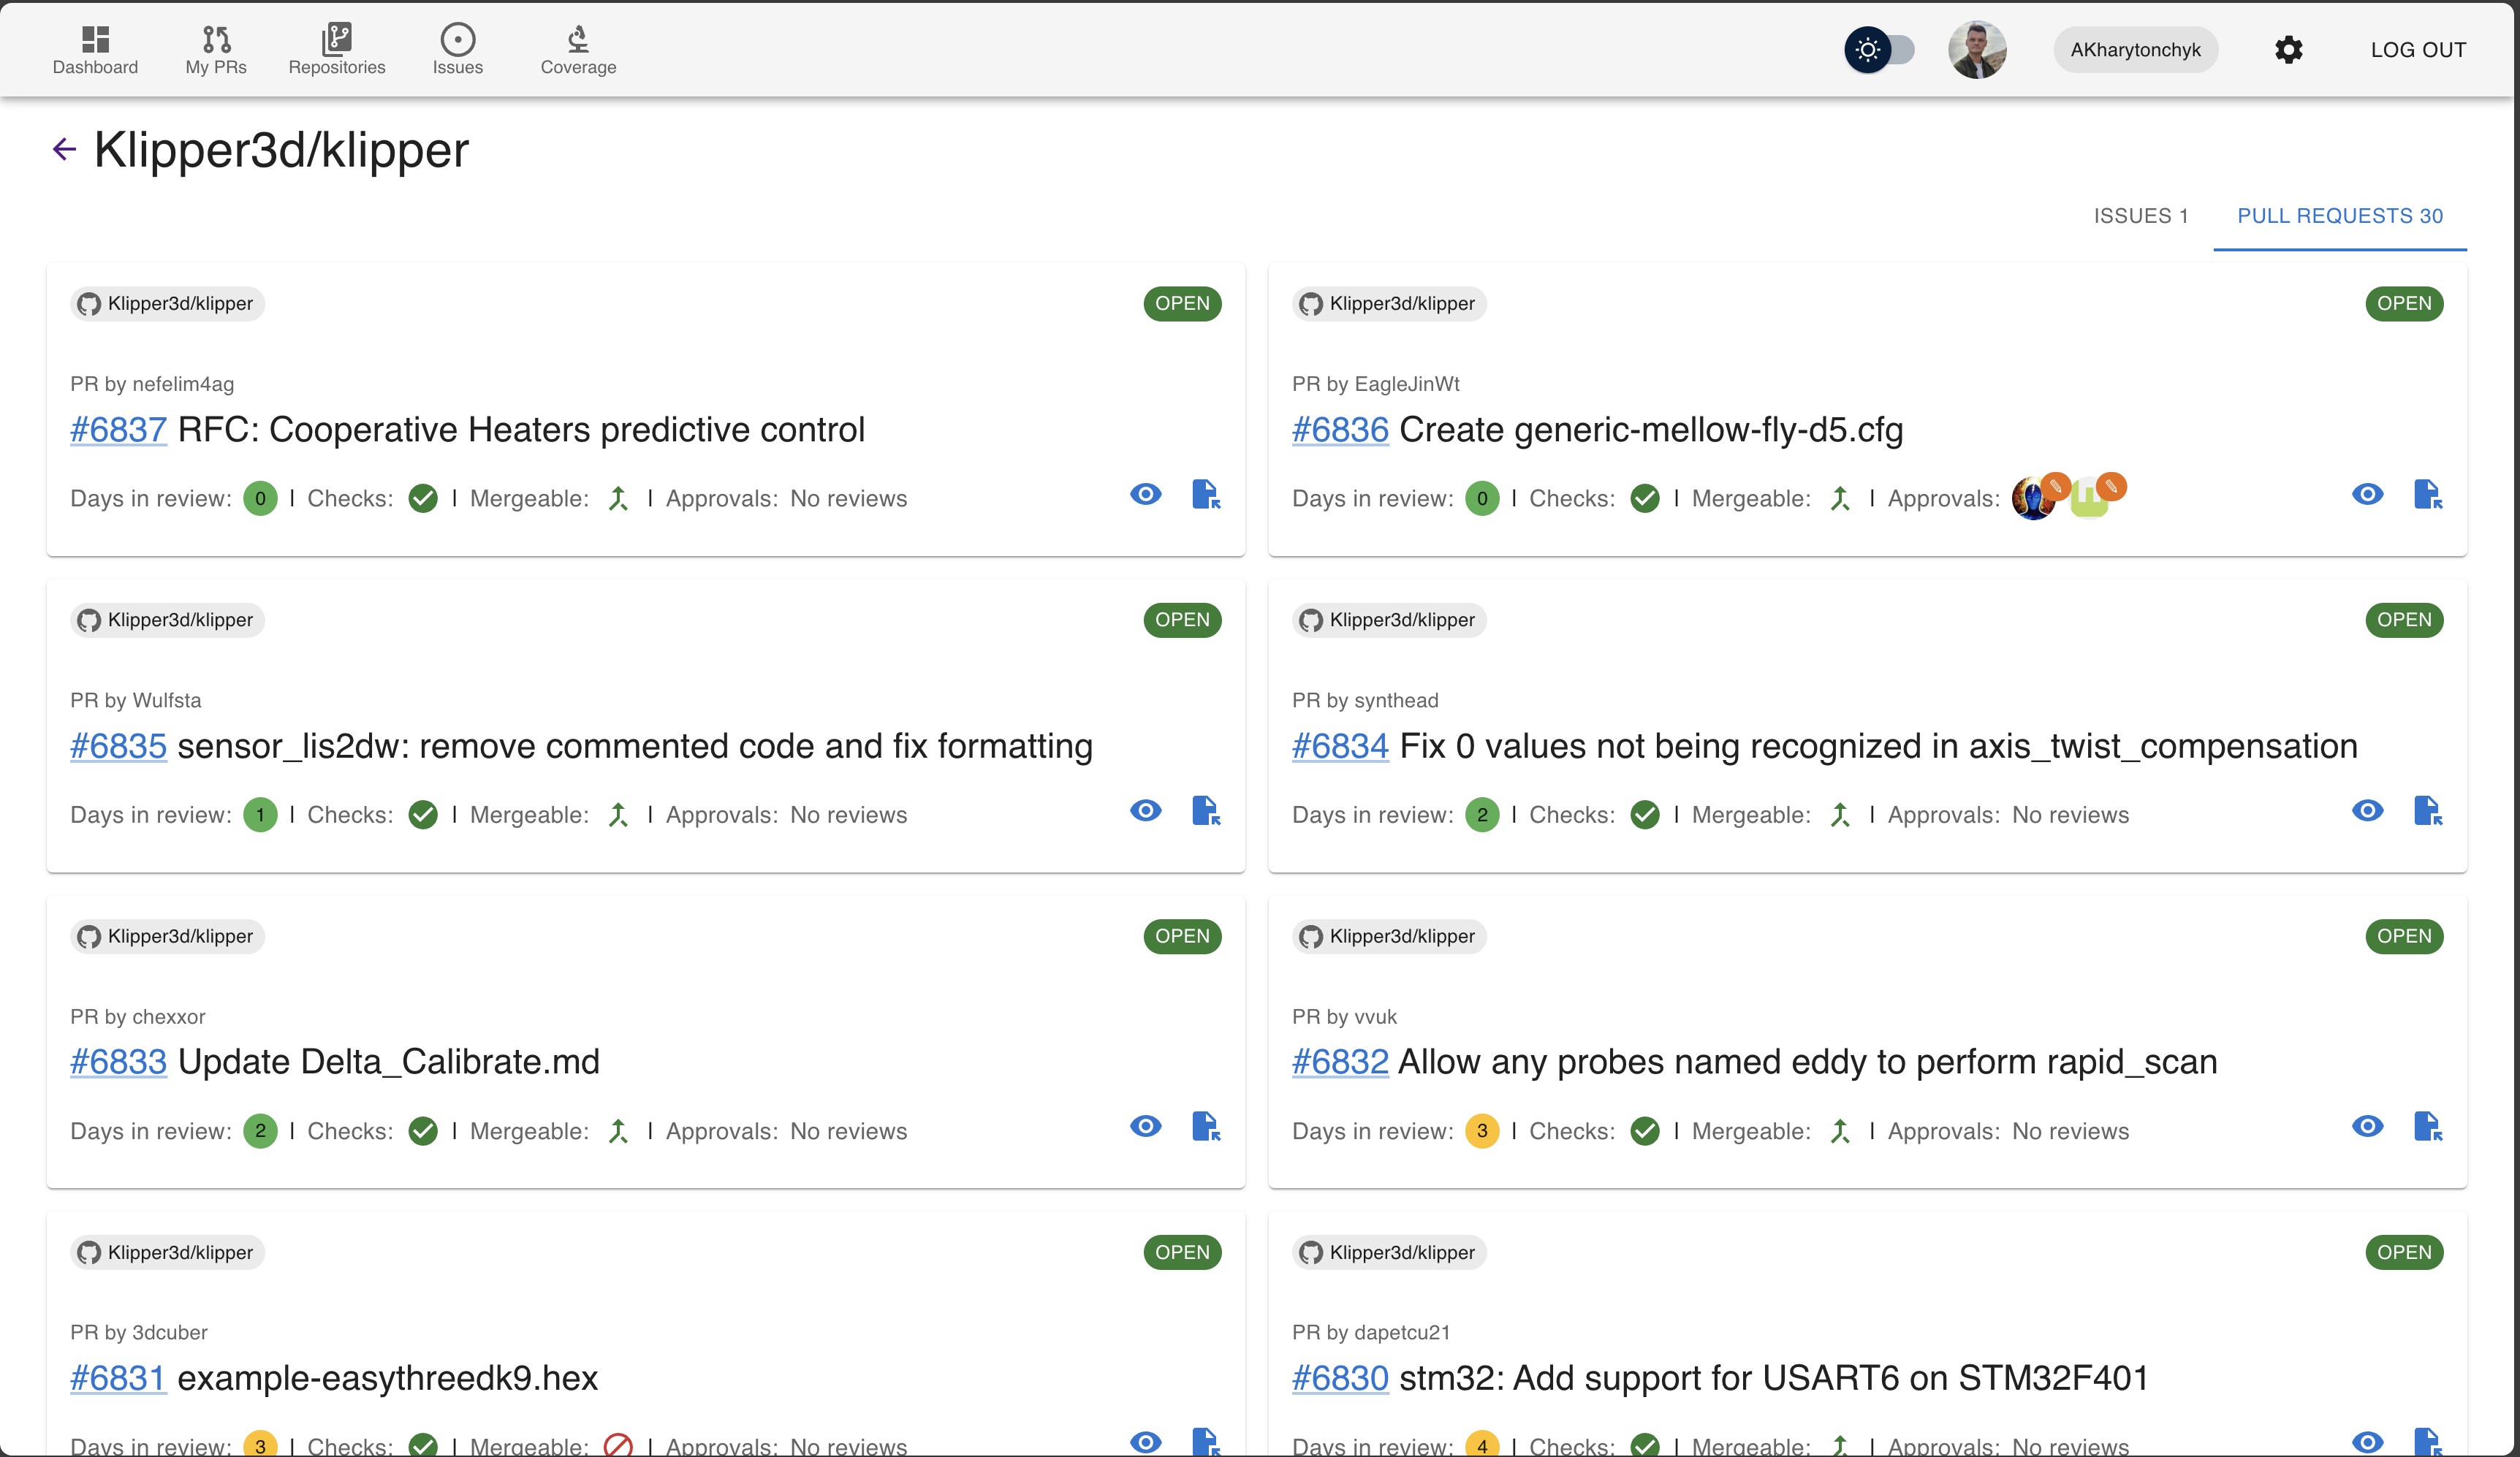 Dashboard
My PRs
Repositories
Issues
Coverage
AKharytonchyk
LOG OUT
Klipper3d/klipper
ISSUES 1
PULL REQUESTS 30
Klipper3d/klipper
OPEN
PR by nefelim4ag
#6837 RFC: Cooperative Heaters predictive control
Days in review: 0 | Checks: | Mergeable: | Approvals: No reviews
Klipper3d/klipper
OPEN
PR by EagleJinWt
#6836 Create generic-mellow-fly-d5.cfg
Days in review: 0 | Checks: | Mergeable: | Approvals:
Klipper3d/klipper
OPEN
PR by Wulfsta
#6835 sensor_lis2dw: remove commented code and fix formatting
Days in review: 1 | Checks: | Mergeable: | Approvals: No reviews
Klipper3d/klipper
OPEN
PR by synthead
#6834 Fix 0 values not being recognized in axis_twist_compensation
Days in review: 2 | Checks: | Mergeable: | Approvals: No reviews
Klipper3d/klipper
OPEN
PR by chexxor
#6833 Update Delta_Calibrate.md
Days in review: 2 | Checks: | Mergeable: | Approvals: No reviews
Klipper3d/klipper
OPEN
PR by vvuk
#6832 Allow any probes named eddy to perform rapid_scan
Days in review: 3 | Checks: | Mergeable: | Approvals: No reviews
Klipper3d/klipper
OPEN
PR by 3dcuber
#6831 example-easythreedk9.hex
Days in review: 3 | Checks: | Mergeable: | Approvals: No reviews
Klipper3d/klipper
OPEN
PR by dapetcu21
#6830 stm32: Add support for USART6 on STM32F401
Days in review: 4 | Checks: | Mergeable: | Approvals: No reviews